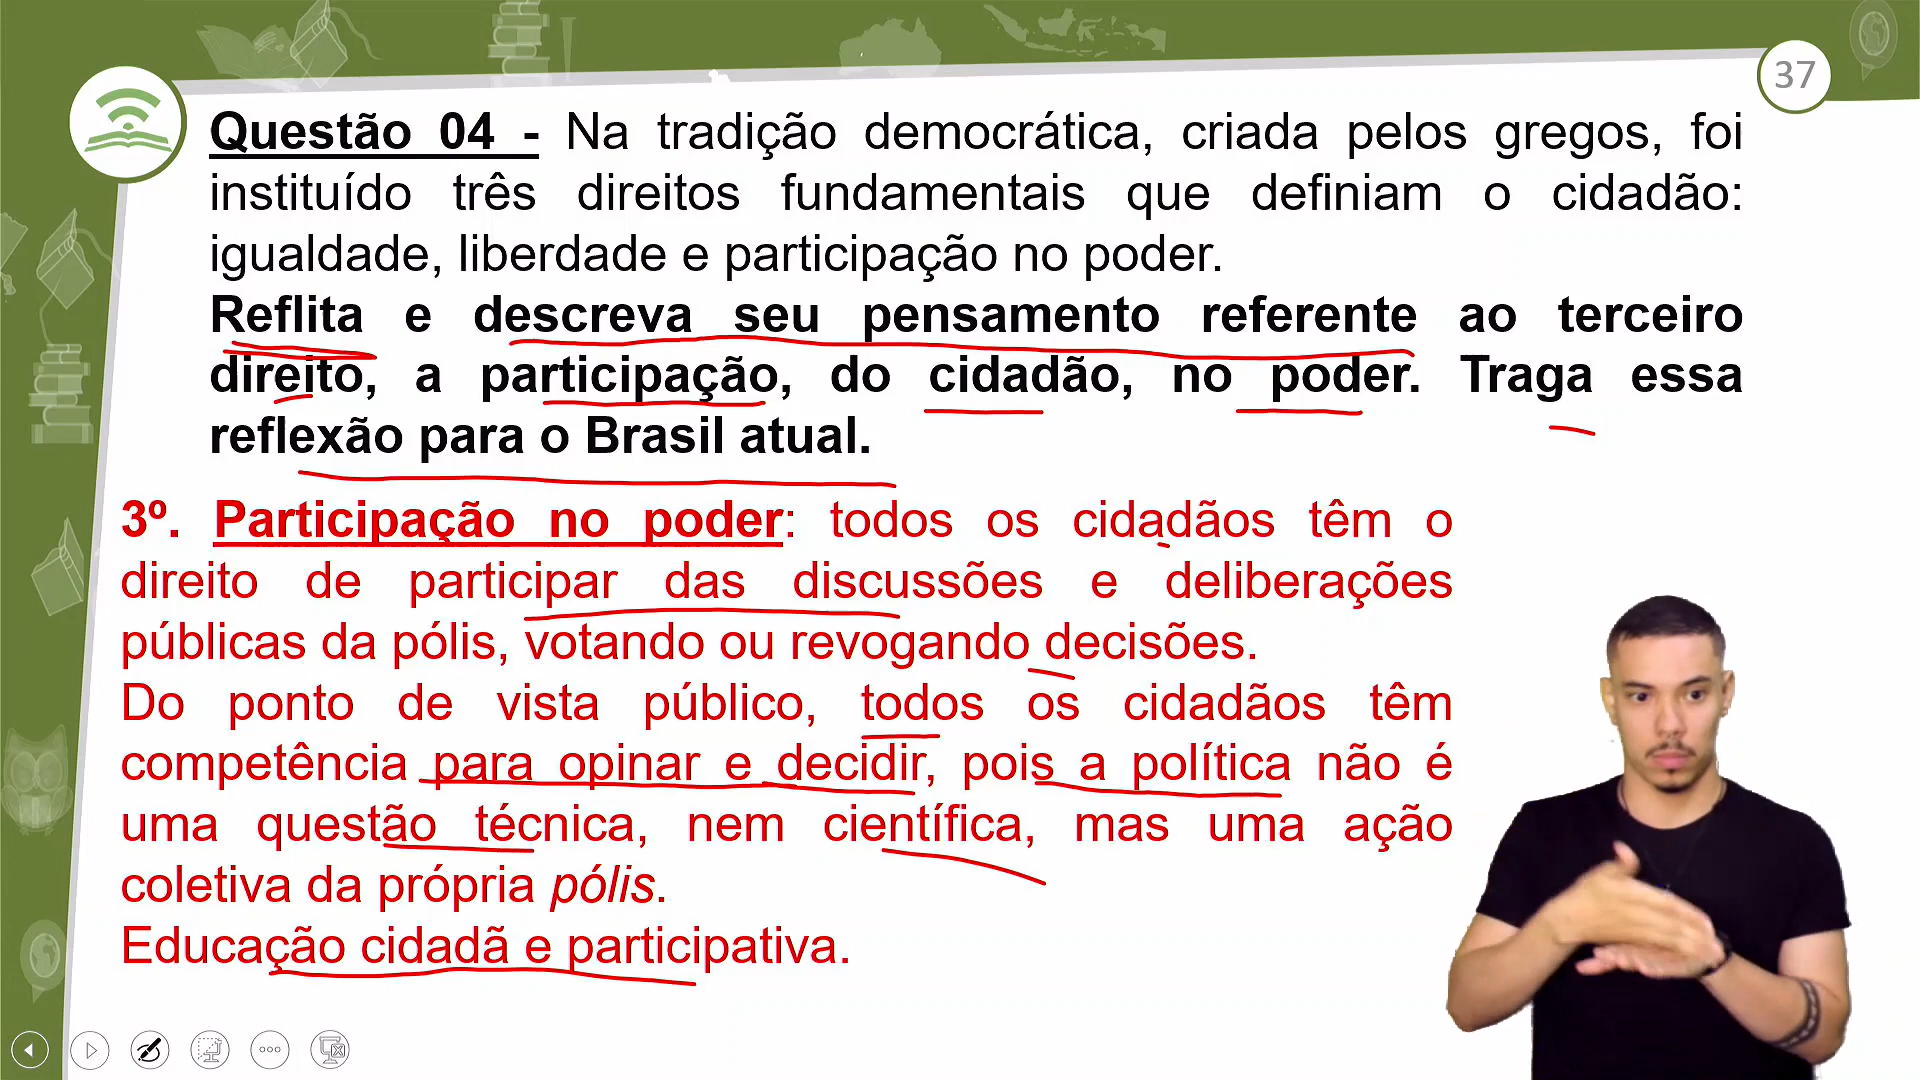 37
Questão 04 - Na tradição democrática, criada pelos gregos, foi
instituído três direitos fundamentais que definiam o cidadão:
igualdade, liberdade e participação no poder.
Reflita e descreva seu pensamento referente ao terceiro
direito, a participação, do cidadão, no poder. Traga essa
reflexão para o Brasil atual.
3º. Participação no poder: todos os cidadãos têm o
direito de participar das discussões e deliberações
públicas da pólis, votando ou revogando decisões.
Do ponto de vista público, todos os cidadãos têm
competência para opinar e decidir, pois a política não é
uma questão técnica, nem científica, mas uma ação
coletiva da própria pólis.
Educação cidadã e participativa.